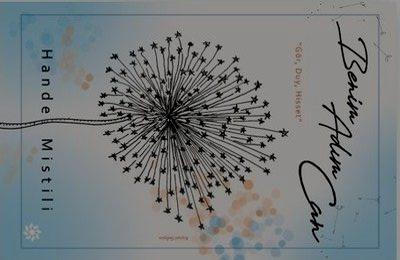 Benim
Adım
Can
"Gör, Duy, Hisset"
Hande Mistili